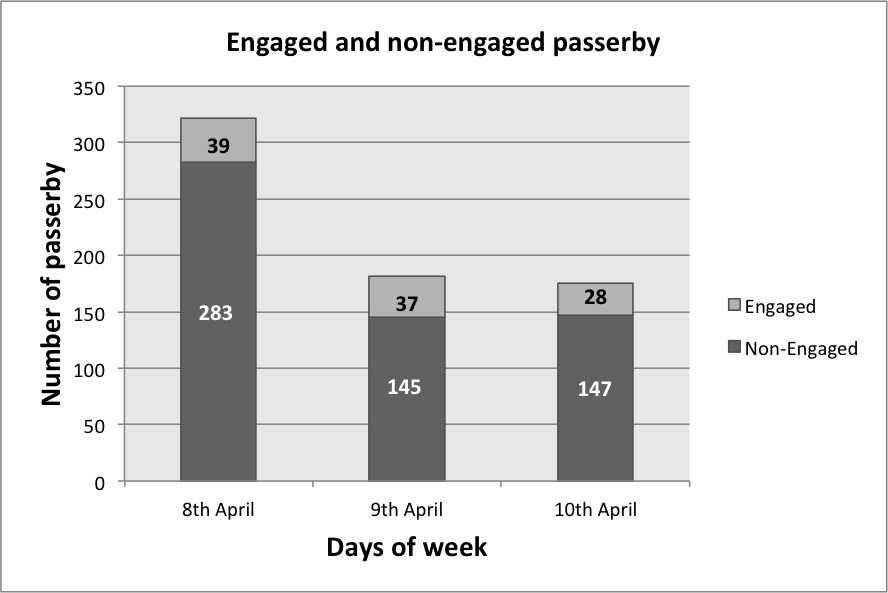 Engaged and non-engaged passerby
Number of passerby
350
300
250
200
150
100
50
0
39
283
37
145
28
147
Engaged
Non-Engaged
8th April
9th April
10th April
Days of week